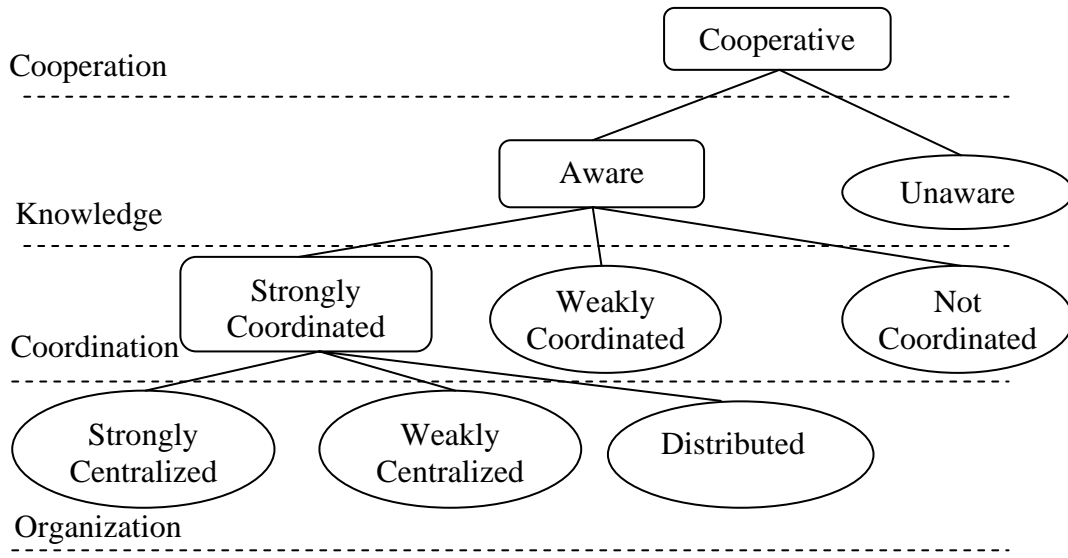 Cooperative
Cooperation
Aware
Unaware
Knowledge
Strongly
Coordinated
Weakly
Coordinated
Not
Coordinated
Coordination
Strongly
Centralized
Weakly
Centralized
Distributed
Organization